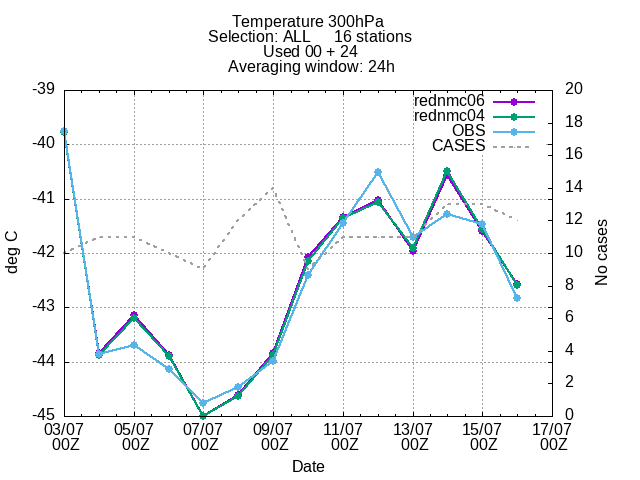 Temperature 300hPa
Selection: ALL 16 stations
Used 00 + 24
Averaging window: 24h
-39
-40
-41
-42
-43
-44
-45
deg C
20
18
16
14
12
10
8
6
4
2
0
No cases
rednmc06
rednmc04
OBS
CASES
03/07 05/07 07/07 09/07 11/07 13/07 15/07 17/07
00Z 00Z 00Z 00Z 00Z 00Z 00Z 00Z
Date